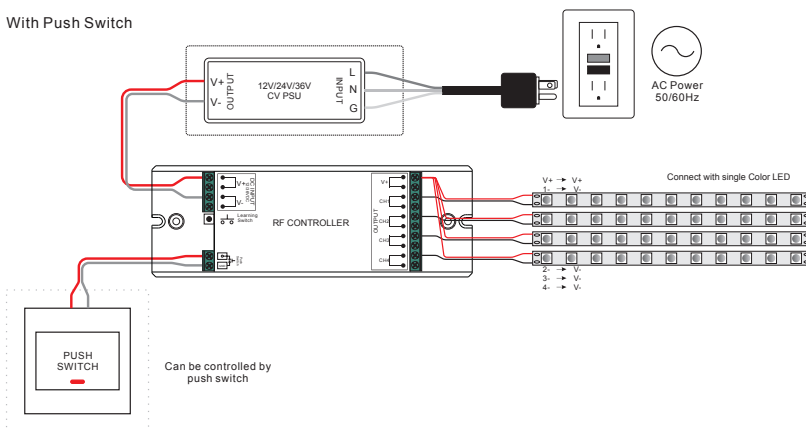 With Push Switch
V+
V-
OUTPUT
12V/24V/36V
CV PSU
INPUT
L
N
G
AC Power
50/60Hz
V+
V-
DC INPUT
Learning
Switch
RF CONTROLLER
OUTPUT
V+
CH1
CH2
CH3
CH4
V+ → V+
1- → V-
Connect with single Color LED
2- → V-
3- → V-
4- → V-
PUSH
SWITCH
Can be controlled by
push switch